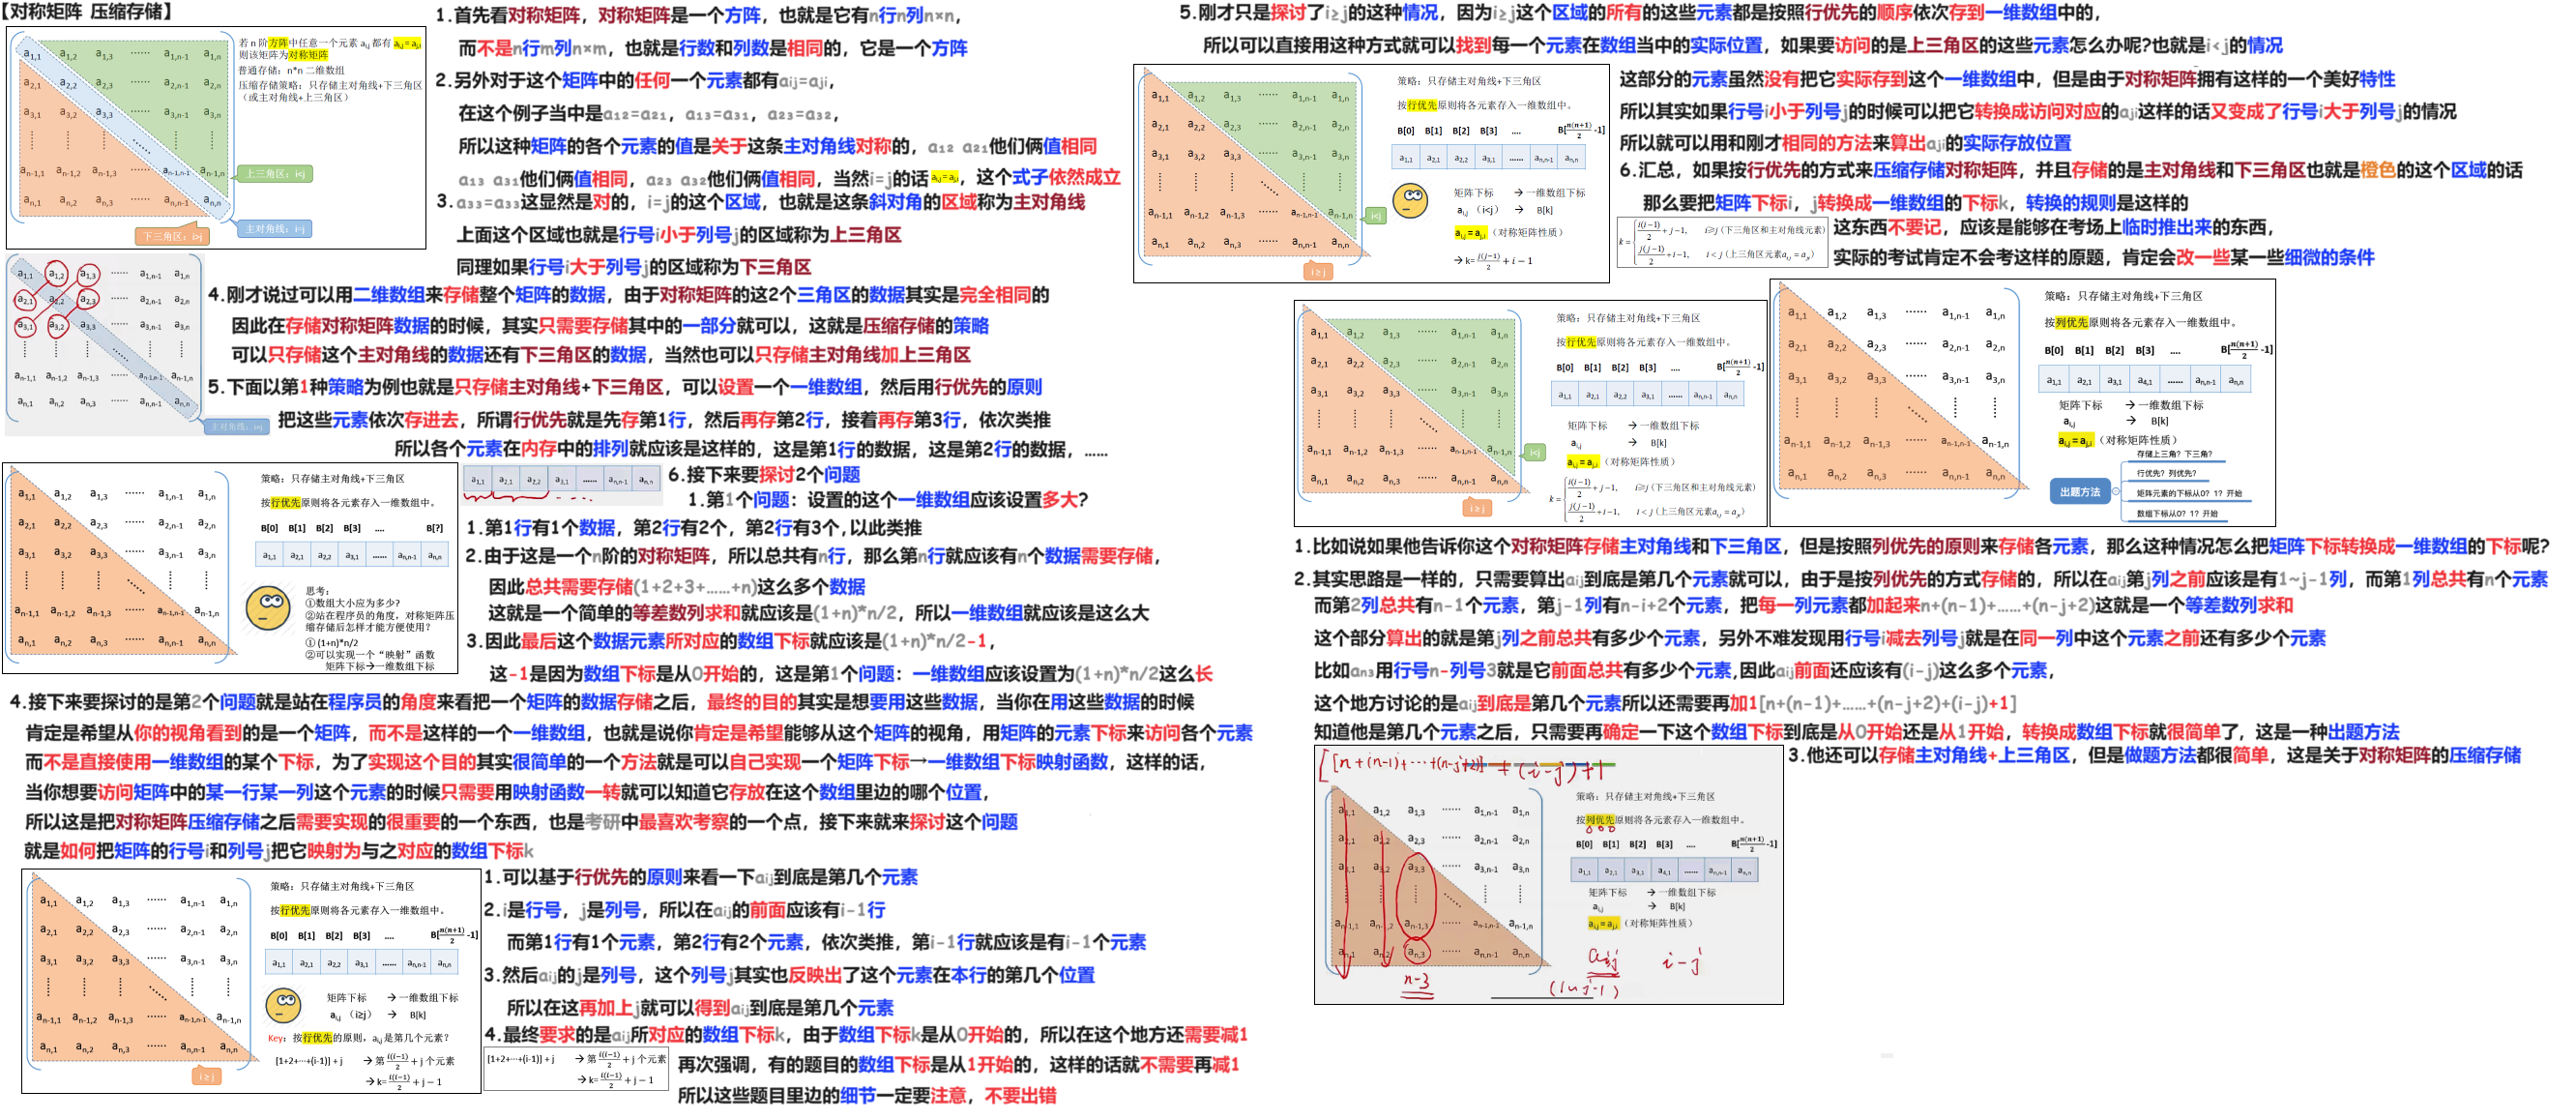 【对称矩阵 压缩存储】
1.首先看对称矩阵，对称矩阵是一个方阵，也就是它有n行n列n×n，
而不是n行m列n×m，也就是行数和列数是相同的，它是一个方阵
2.另外对于这个矩阵中的任何一个元素都有aij=aji，
在这个例子当中是a12=a21，a13=a31，a23=a32，
所以这种矩阵的各个元素的值是关于这条主对角线对称的，a12 a21他们俩值相同
a13 a31他们俩值相同，a23 a32他们俩值相同，当然i=j的话 ai,j = aj,i，这个式子依然成立
3.a33=a33这显然是对的，i=j的这个区域，也就是这条斜对角的区域称为主对角线
上面这个区域也就是行号i小于列号j的区域称为上三角区
同理如果行号i大于列号j的区域称为下三角区
若 n 阶方阵中任意一个元素 ai,j 都有 ai,j = aj,i
则该矩阵为对称矩阵
普通存储：n*n 二维数组
压缩存储策略：只存储主对角线+下三角区
（或主对角线+上三角区）
上三角区：i<j
主对角线：i=j
下三角区：i>j
4.刚才说过可以用二维数组来存储整个矩阵的数据，由于对称矩阵的这2个三角区的数据其实是完全相同的
因此在存储对称矩阵数据的时候，其实只需要存储其中的一部分就可以，这就是压缩存储的策略
可以只存储这个主对角线的数据还有下三角区的数据，当然也可以只存储主对角线加上三角区
5.下面以第1种策略为例也就是只存储主对角线+下三角区，可以设置一个一维数组，然后用行优先的原则
把这些元素依次存进去，所谓行优先就是先存第1行，然后再存第2行，接着再存第3行，依次类推
所以各个元素在内存中的排列就应该是这样的，这是第1行的数据，这是第2行的数据，......
主对角线：i=j
策略：只存储主对角线+下三角区
按行优先原则将各元素存入一维数组中。
B[0] B[1] B[2] B[3] .... B[?]
a1,1 a2,1 a2,2 a3,1 ...... an,n-1 an,n
思考：
①数组大小应为多少?
②站在程序员的角度，对称矩阵压
缩存储后怎样才能方便使用?
① (1+n)*n/2
②可以实现一个“映射”函数
矩阵下标→一维数组下标
6.接下来要探讨2个问题
1.第1个问题：设置的这个一维数组应该设置多大?
1.第1行有1个数据，第2行有2个，第2行有3个,以此类推
2.由于这是一个n阶的对称矩阵，所以总共有n行，那么第n行就应该有n个数据需要存储，
因此总共需要存储(1+2+3+......+n)这么多个数据
这就是一个简单的等差数列求和就应该是(1+n)*n/2，所以一维数组就应该是这么大
3.因此最后这个数据元素所对应的数组下标就应该是(1+n)*n/2-1，
这-1是因为数组下标是从0开始的，这是第1个问题：一维数组应该设置为(1+n)*n/2这么长
4.接下来要探讨的是第2个问题就是站在程序员的角度来看把一个矩阵的数据存储之后，最终的目的其实是想要用这些数据，当你在用这些数据的时候
肯定是希望从你的视角看到的是一个矩阵，而不是这样的一个一维数组，也就是说你肯定是希望能够从这个矩阵的视角，用矩阵的元素下标来访问各个元素
而不是直接使用一维数组的某个下标，为了实现这个目的其实很简单的一个方法就是可以自己实现一个矩阵下标→一维数组下标映射函数，这样的话，
当你想要访问矩阵中的某一行某一列这个元素的时候只需要用映射函数一转就可以知道它存放在这个数组里边的哪个位置，
所以这是把对称矩阵压缩存储之后需要实现的很重要的一个东西，也是考研中最喜欢考察的一个点，接下来就来探讨这个问题
就是如何把矩阵的行号i和列号j把它映射为与之对应的数组下标k
策略：只存储主对角线+下三角区
按行优先原则将各元素存入一维数组中。
B[0] B[1] B[2] B[3] .... B[n(n+1)/2 -1]
a1,1 a2,1 a2,2 a3,1 ...... an,n-1 an,n
矩阵下标 → 一维数组下标
ai,j （i≥j） → B[k]
Key：按行优先的原则，ai,j 是第几个元素?
[1+2+···+(i-1)] + j → 第 i(i-1)/2 + j 个元素
→ k= i(i-1)/2 + j − 1
i ≥ j
1.可以基于行优先的原则来看一下aij到底是第几个元素
2.i是行号，j是列号，所以在aij的前面应该有i-1行
而第1行有1个元素，第2行有2个元素，依次类推，第i-1行就应该是有i-1个元素
3.然后aij的j是列号，这个列号j其实也反映出了这个元素在本行的第几个位置
所以在这再加上j就可以得到aij到底是第几个元素
4.最终要求的是aij所对应的数组下标k，由于数组下标k是从0开始的，所以在这个地方还需要减1
[1+2+···+(i-1)] + j → 第 i(i-1)/2 + j 个元素
→ k= i(i-1)/2 + j − 1
再次强调，有的题目的数组下标是从1开始的，这样的话就不需要再减1
所以这些题目里边的细节一定要注意，不要出错
5.刚才只是探讨了i≥j的这种情况，因为i≥j这个区域的所有的这些元素都是按照行优先的顺序依次存到一维数组中的，
所以可以直接用这种方式就可以找到每一个元素在数组当中的实际位置，如果要访问的是上三角区的这些元素怎么办呢?也就是i<j的情况
这部分的元素虽然没有把它实际存到这个一维数组中，但是由于对称矩阵拥有这样的一个美好特性
所以其实如果行号i小于列号j的时候可以把它转换成访问对应的aji这样的话又变成了行号i大于列号j的情况
所以就可以用和刚才相同的方法来算出aji的实际存放位置
策略：只存储主对角线+下三角区
按行优先原则将各元素存入一维数组中。
B[0] B[1] B[2] B[3] .... B[n(n+1)/2 -1]
a1,1 a2,1 a2,2 a3,1 ...... an,n-1 an,n
矩阵下标 → 一维数组下标
ai,j （i<j） → B[k]
ai,j = aj,i（对称矩阵性质）
→ k= j(j−1)/2 + i − 1
i<j
i ≥ j
6.汇总，如果按行优先的方式来压缩存储对称矩阵，并且存储的是主对角线和下三角区也就是橙色的这个区域的话
那么要把矩阵下标i，j转换成一维数组的下标k，转换的规则是这样的
k = i(i−1)/2 + j−1, i≥j (下三角区和主对角线元素)
j(j−1)/2 + i−1, i < j (上三角区元素aij = aji)
这东西不要记，应该是能够在考场上临时推出来的东西，
实际的考试肯定不会考这样的原题，肯定会改一些某一些细微的条件
策略：只存储主对角线+下三角区
按行优先原则将各元素存入一维数组中。
B[0] B[1] B[2] B[3] .... B[n(n+1)/2 -1]
a1,1 a2,1 a2,2 a3,1 ...... an,n-1 an,n
矩阵下标 → 一维数组下标
ai,j → B[k]
ai,j = aj,i（对称矩阵性质）
k = i(i−1)/2 + j−1, i≥j (下三角区和主对角线元素)
j(j−1)/2 + i−1, i < j (上三角区元素aij = aji)
i<j
i ≥ j
策略：只存储主对角线+下三角区
按列优先原则将各元素存入一维数组中。
B[0] B[1] B[2] B[3] .... B[n(n+1)/2 -1]
a1,1 a2,1 a3,1 a4,1 ...... an,n-1 an,n
矩阵下标 → 一维数组下标
ai,j → B[k]
ai,j = aj,i（对称矩阵性质）
出题方法
存储上三角? 下三角?
行优先? 列优先?
矩阵元素的下标从0? 1? 开始
数组下标从0? 1? 开始
1.比如说如果他告诉你这个对称矩阵存储主对角线和下三角区，但是按照列优先的原则来存储各元素，那么这种情况怎么把矩阵下标转换成一维数组的下标呢?
2.其实思路是一样的，只需要算出aij到底是第几个元素就可以，由于是按列优先的方式存储的，所以在aij第j列之前应该是有1~j-1列，而第1列总共有n个元素
而第2列总共有n-1个元素，第j-1列有n-i+2个元素，把每一列元素都加起来n+(n-1)+......+(n-j+2)这就是一个等差数列求和
这个部分算出的就是第j列之前总共有多少个元素，另外不难发现用行号i减去列号j就是在同一列中这个元素之前还有多少个元素
比如an3用行号n-列号3就是它前面总共有多少个元素,因此aij前面还应该有(i-j)这么多个元素，
这个地方讨论的是aij到底是第几个元素所以还需要再加1[n+(n-1)+......+(n-j+2)+(i-j)+1]
知道他是第几个元素之后，只需要再确定一下这个数组下标到底是从0开始还是从1开始，转换成数组下标就很简单了，这是一种出题方法
3.他还可以存储主对角线+上三角区，但是做题方法都很简单，这是关于对称矩阵的压缩存储
[[n+(n-1)+···+(n-j+2)] + (i-j)+1
策略：只存储主对角线+下三角区
按列优先原则将各元素存入一维数组中。
B[0] B[1] B[2] B[3] .... B[n(n+1)/2 -1]
a1,1 a2,1 a3,1 a4,1 ...... an,n-1 an,n
矩阵下标 → 一维数组下标
ai,j → B[k]
ai,j = aj,i（对称矩阵性质）
aij i-j
n-3